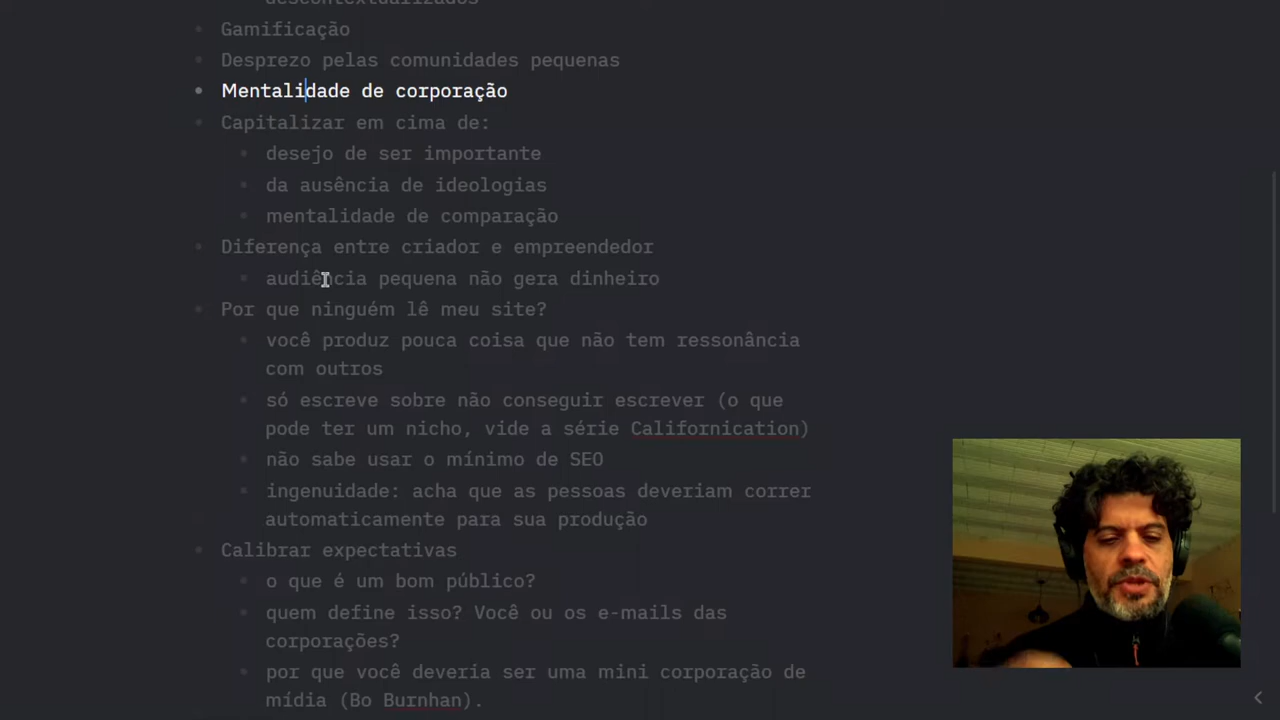 descontextualizados
Gamificação
Desprezo pelas comunidades pequenas
Mentalidade de corporação
Capitalizar em cima de:
desejo de ser importante
da ausência de ideologias
mentalidade de comparação
Diferença entre criador e empreendedor
audiência pequena não gera dinheiro
Por que ninguém lê meu site?
você produz pouca coisa que não tem ressonância
com outros
só escreve sobre não conseguir escrever (o que
pode ter um nicho, vide a série Californication)
não sabe usar o mínimo de SEO
ingenuidade: acha que as pessoas deveriam correr
automaticamente para sua produção
Calibrar expectativas
o que é um bom público?
quem define isso? Você ou os e-mails das
corporações?
por que você deveria ser uma mini corporação de
mídia (Bo Burnhan).